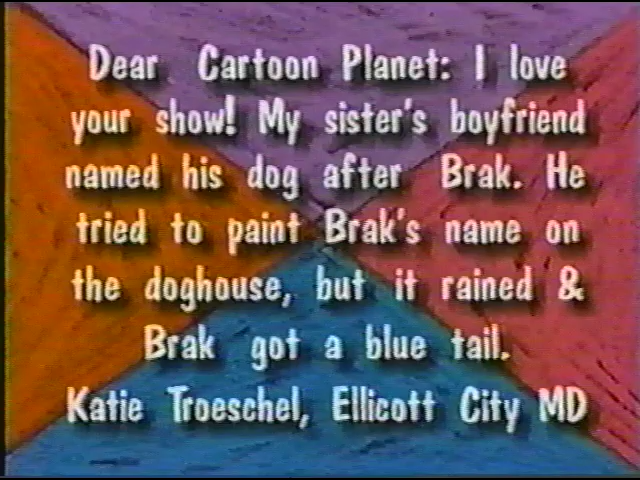 Dear Cartoon Planet: I love
your show! My sister's boyfriend
named his dog after Brak. He
tried to paint Brak's name on
the doghouse, but it rained &
Brak got a blue tail.
Katie Troeschel, Ellicott City MD